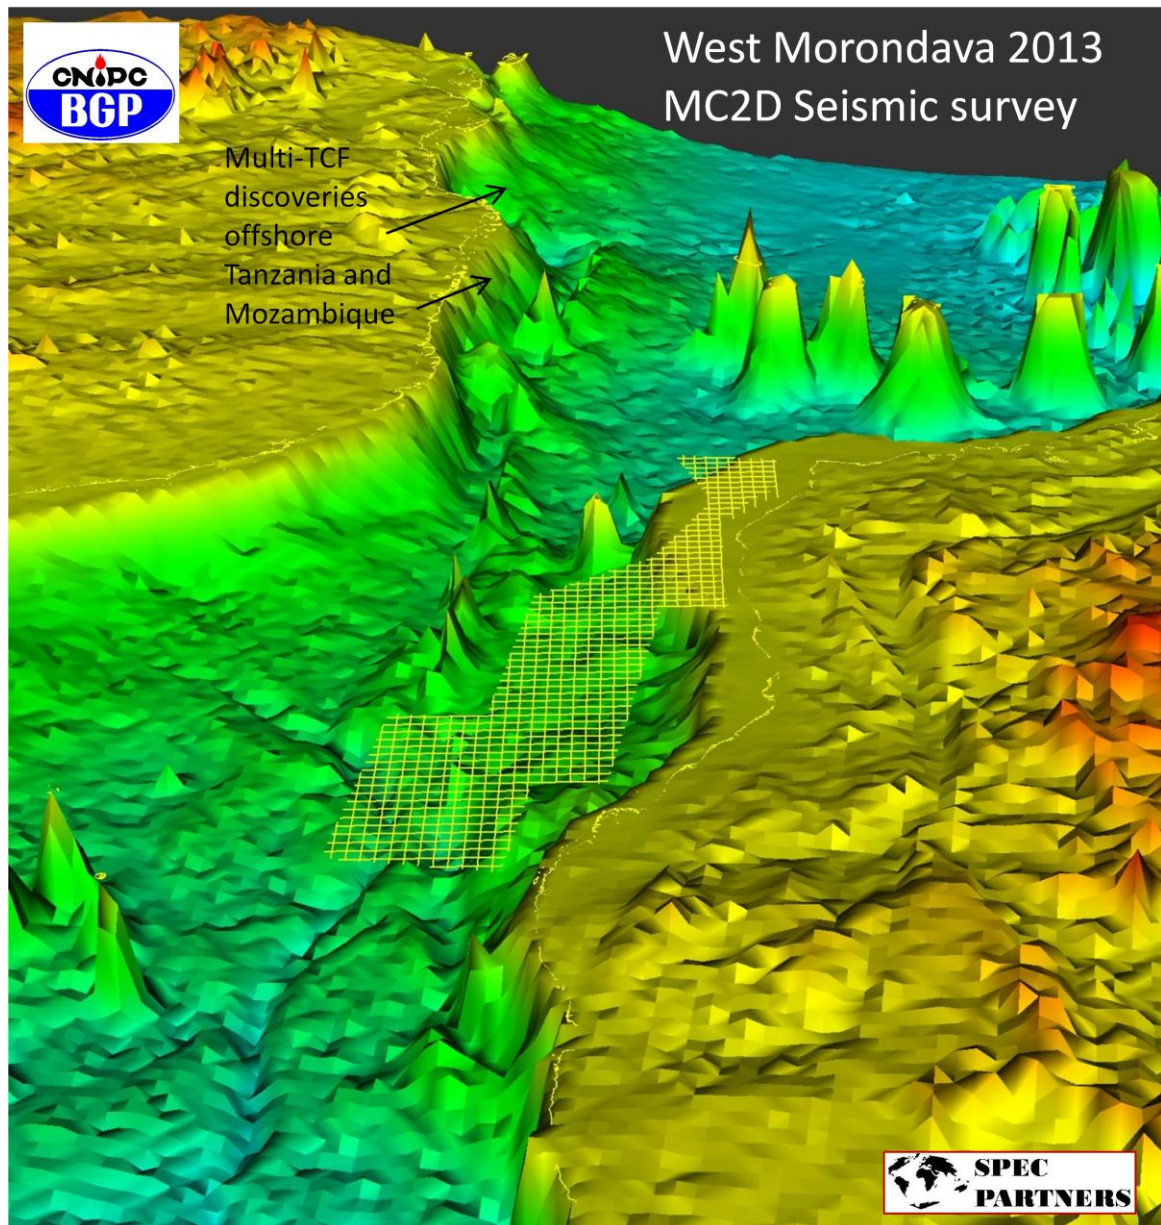 CNPC
BGP
West Morondava 2013
MC2D Seismic survey
Multi-TCF
discoveries
offshore
Tanzania and
Mozambique
SPEC
PARTNERS